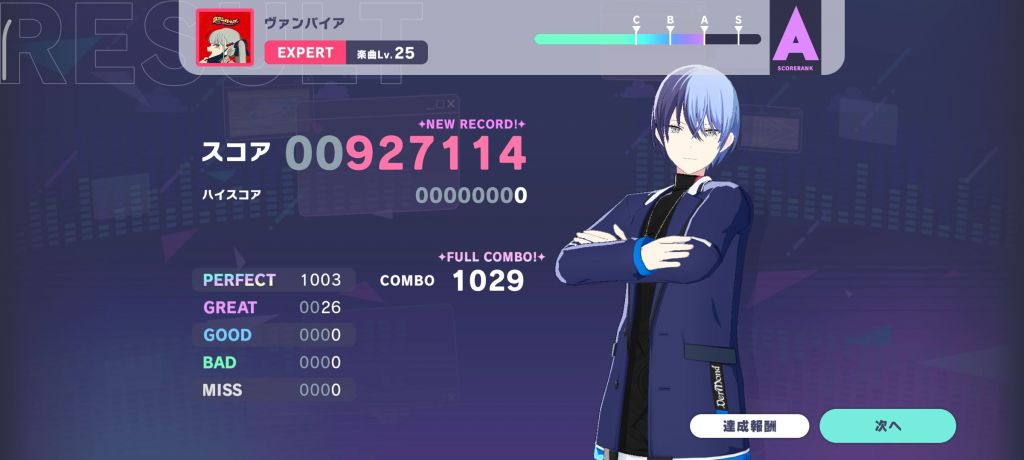 RESULT
ヴァンパイア
EXPERT 楽曲Lv.25
C B A S
A
SCORERANK
✦NEW RECORD!✦
スコア 00927114
ハイスコア 00000000
✦FULL COMBO!✦
PERFECT 1003 COMBO 1029
GREAT 0026
GOOD 0000
BAD 0000
MISS 0000
達成報酬 次へ